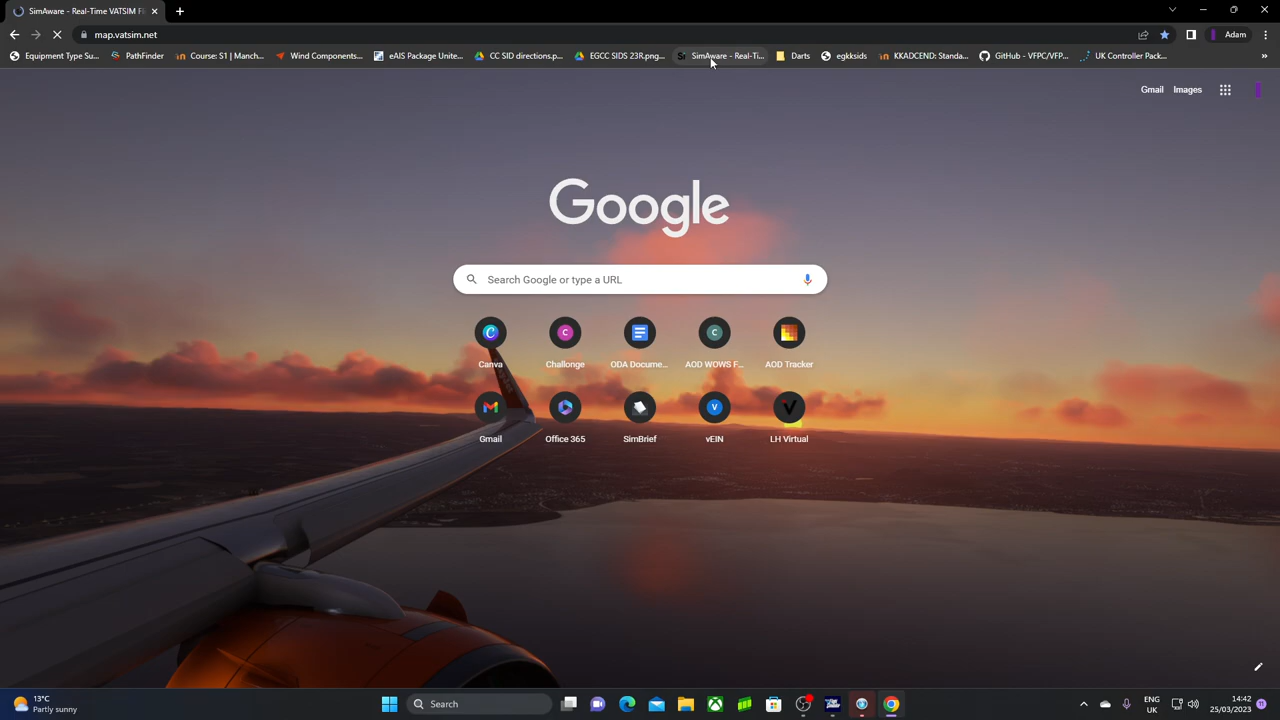 SimAware - Real-Time VATSIM Fl
map.vatsim.net
Adam
Equipment Type Su...
PathFinder
Course: S1 | Manch...
Wind Components...
eAIS Package Unite...
CC SID directions.p...
EGCC SIDS 23R.png...
SimAware - Real-Ti...
Darts
egkksids
KKADCEND: Standa...
GitHub - VFPC/VFP...
UK Controller Pack...
Gmail
Images
Google
Search Google or type a URL
Canva
Challonge
ODA Docume...
AOD WOWS F...
AOD Tracker
Gmail
Office 365
SimBrief
vEIN
LH Virtual
13°C
Partly sunny
Search
ENG
UK
14:42
25/03/2023